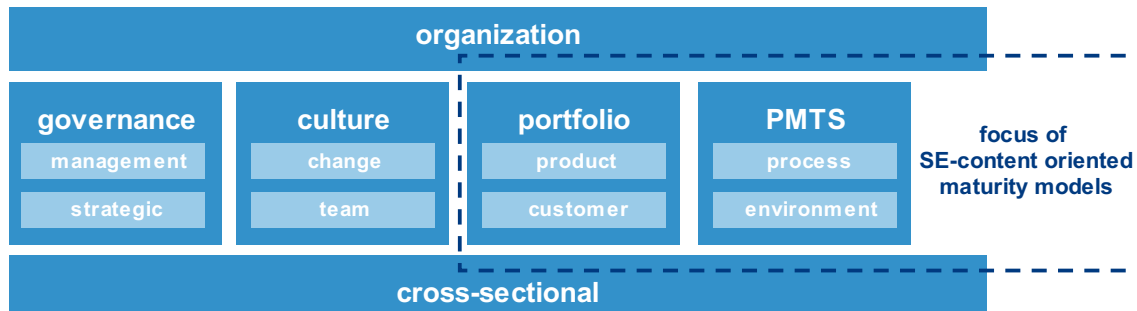 organization
governance
management
strategic
culture
change
team
portfolio
product
customer
PMTS
process
environment
focus of
SE-content oriented
maturity models
cross-sectional